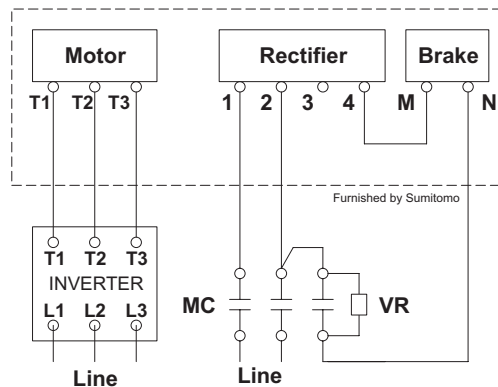 Motor Rectifier Brake
T1 T2 T3 1 2 3 4 M N
Furnished by Sumitomo
T1 T2 T3
INVERTER
L1 L2 L3
MC VR
Line Line